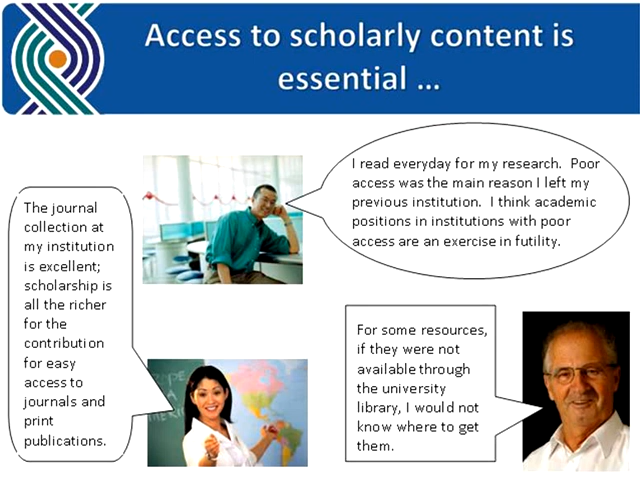 Access to scholarly content is
essential ...
I read everyday for my research.  Poor
access was the main reason I left my
previous institution.  I think academic
positions in institutions with poor
access are an exercise in futility.
The journal
collection at
my institution
is excellent;
scholarship is
all the richer
for the
contribution
for easy
access to
journals and
print
publications.
For some resources,
if they were not
available through
the university
library, I would not
know where to get
them.